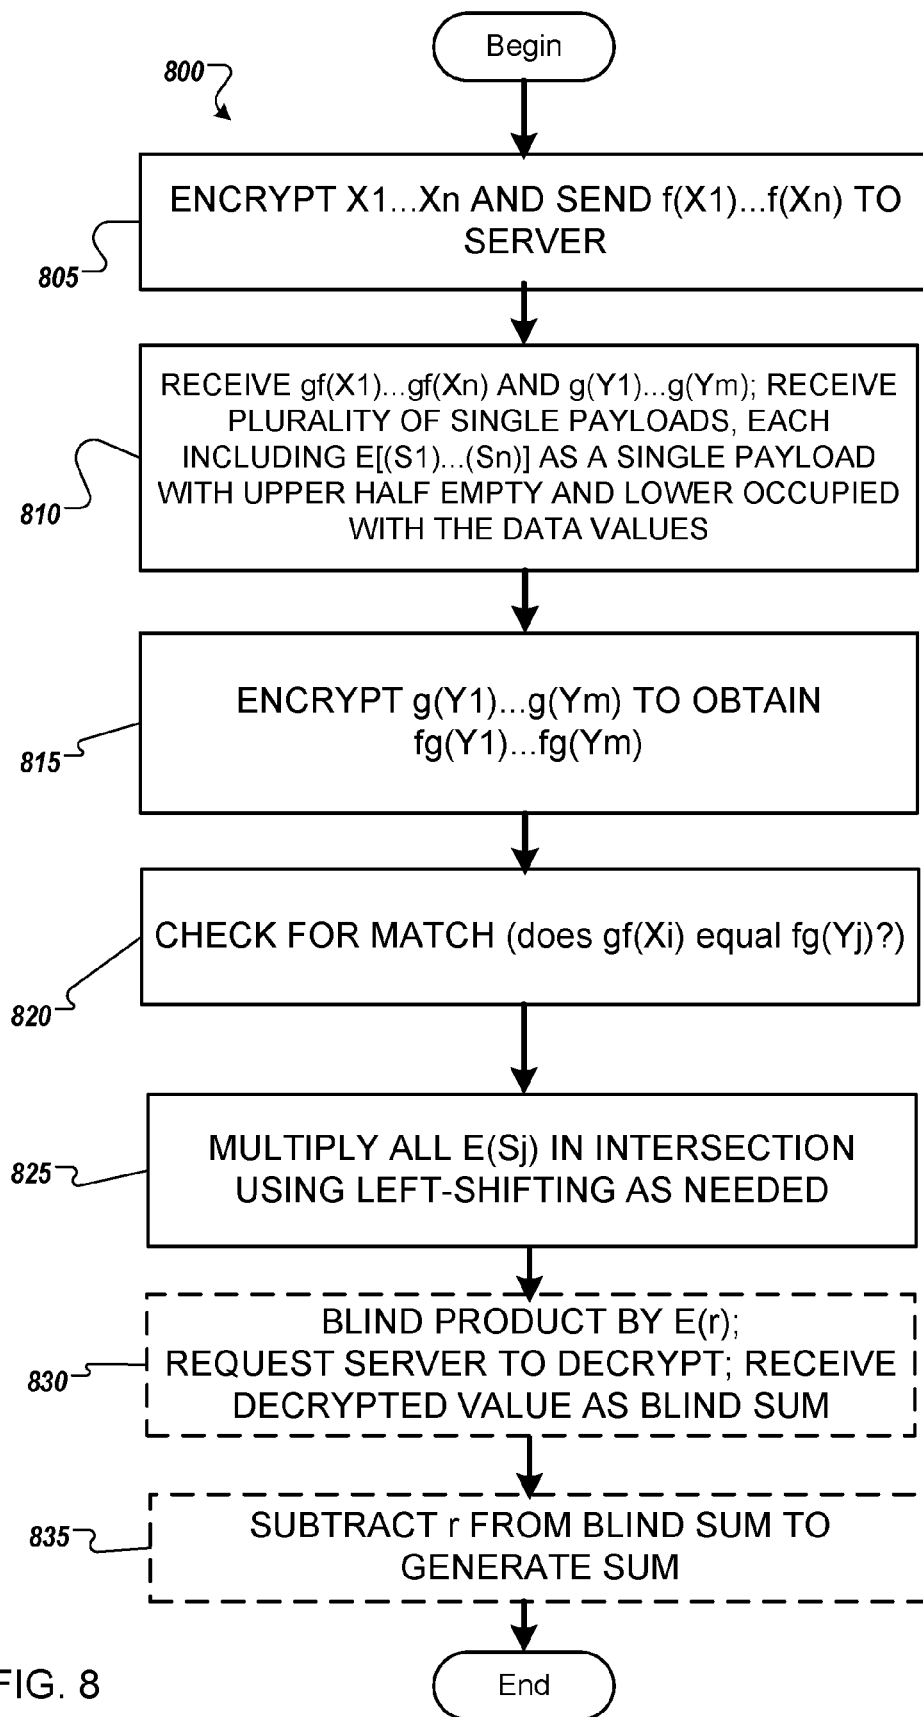 Begin
800
ENCRYPT X1...Xn AND SEND f(X1)...f(Xn) TO
SERVER
805
RECEIVE gf(X1)...gf(Xn) AND g(Y1)...g(Ym); RECEIVE
PLURALITY OF SINGLE PAYLOADS, EACH
INCLUDING E[(S1)...(Sn)] AS A SINGLE PAYLOAD
WITH UPPER HALF EMPTY AND LOWER OCCUPIED
WITH THE DATA VALUES
810
ENCRYPT g(Y1)...g(Ym) TO OBTAIN
fg(Y1)...fg(Ym)
815
CHECK FOR MATCH (does gf(Xi) equal fg(Yj)?)
820
MULTIPLY ALL E(Sj) IN INTERSECTION
USING LEFT-SHIFTING AS NEEDED
825
BLIND PRODUCT BY E(r);
REQUEST SERVER TO DECRYPT; RECEIVE
DECRYPTED VALUE AS BLIND SUM
830
SUBTRACT r FROM BLIND SUM TO
GENERATE SUM
835
End
FIG. 8